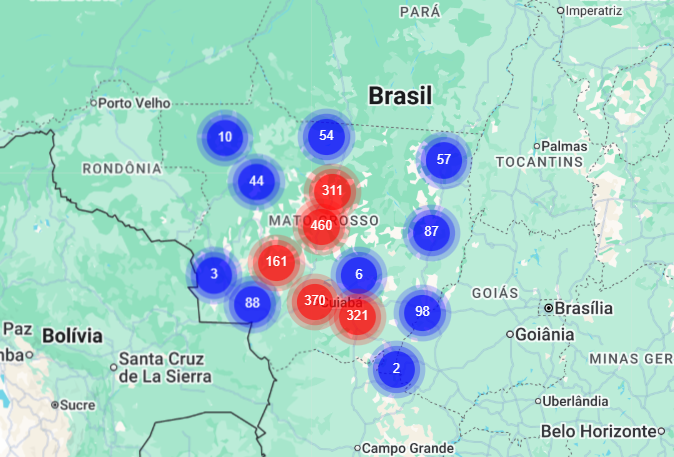 PARÁ
Imperatriz
Brasil
Porto Velho
10
54
57
Palmas
TOCANTINS
RONDÔNIA
44
311
MATO GROSSO
460
87
161
3
6
GOIÁS
88
370
Cuiabá
321
98
Brasília
Paz
Bolívia
Goiânia
mba
Santa Cruz
de La Sierra
MINAS GER
2
Sucre
Uberlândia
Belo Horizonte
Campo Grande